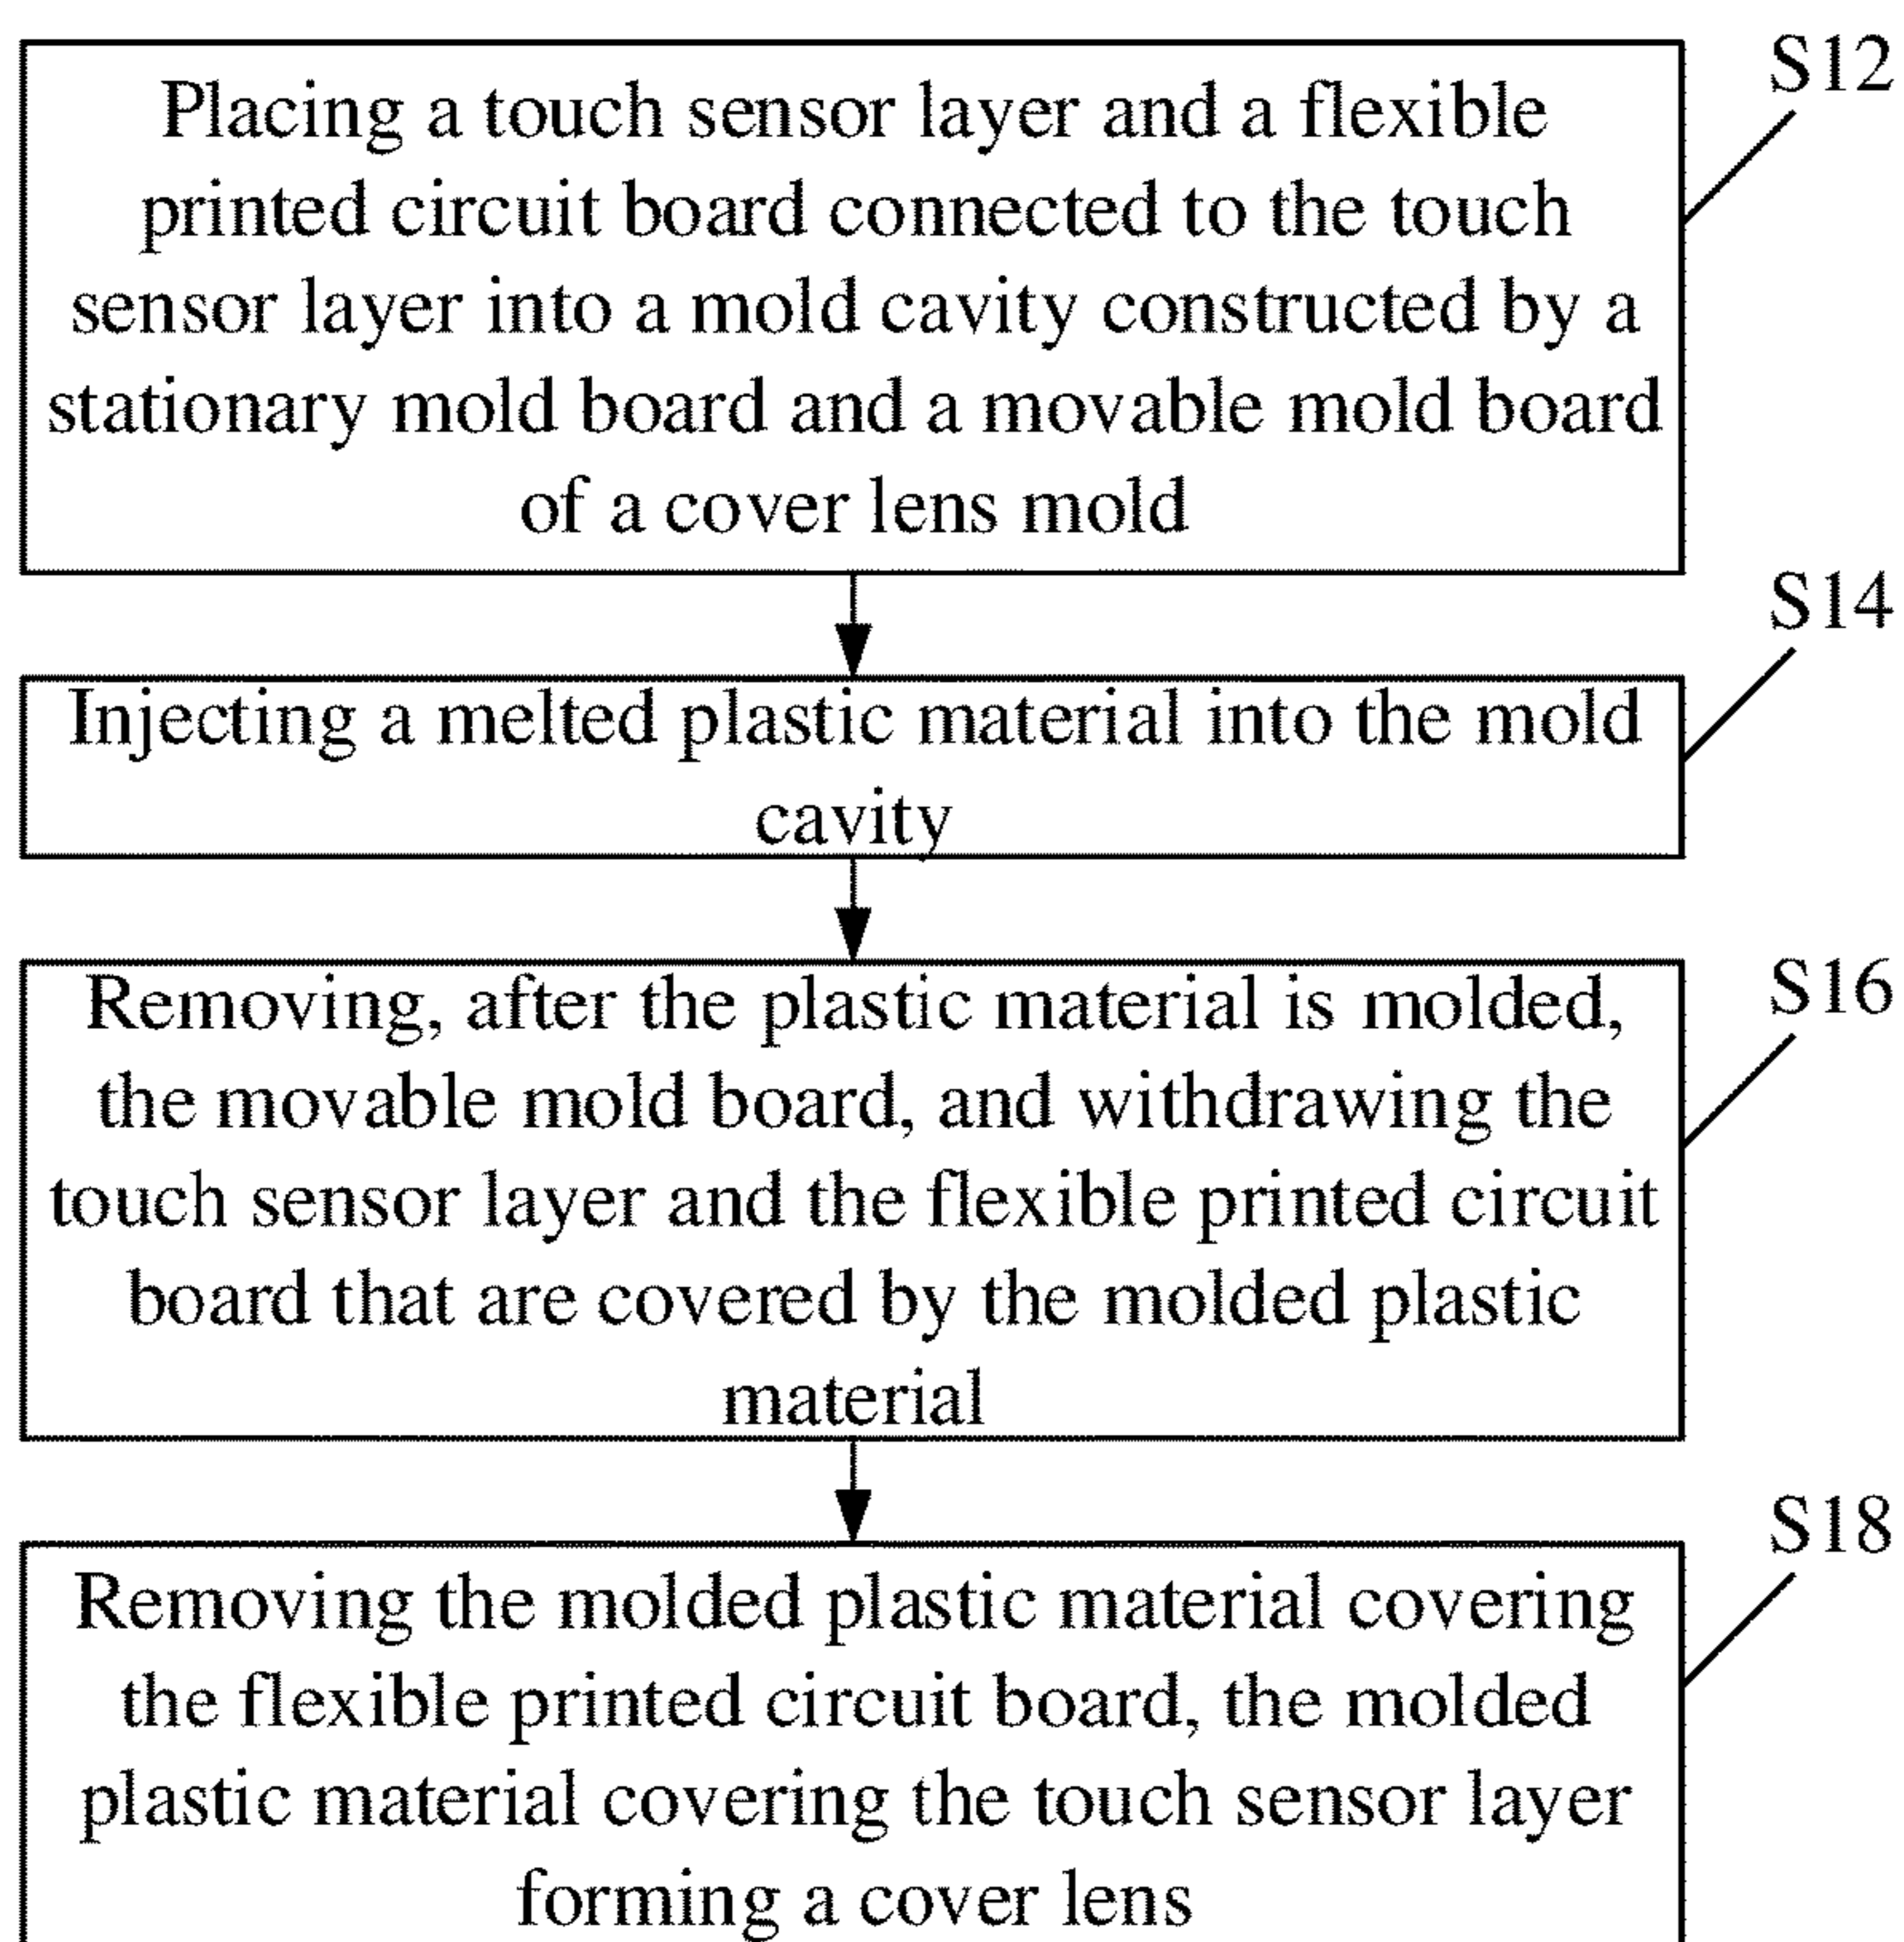 S12
Placing a touch sensor layer and a flexible
printed circuit board connected to the touch
sensor layer into a mold cavity constructed by a
stationary mold board and a movable mold board
of a cover lens mold
S14
Injecting a melted plastic material into the mold
cavity
S16
Removing, after the plastic material is molded,
the movable mold board, and withdrawing the
touch sensor layer and the flexible printed circuit
board that are covered by the molded plastic
material
S18
Removing the molded plastic material covering
the flexible printed circuit board, the molded
plastic material covering the touch sensor layer
forming a cover lens